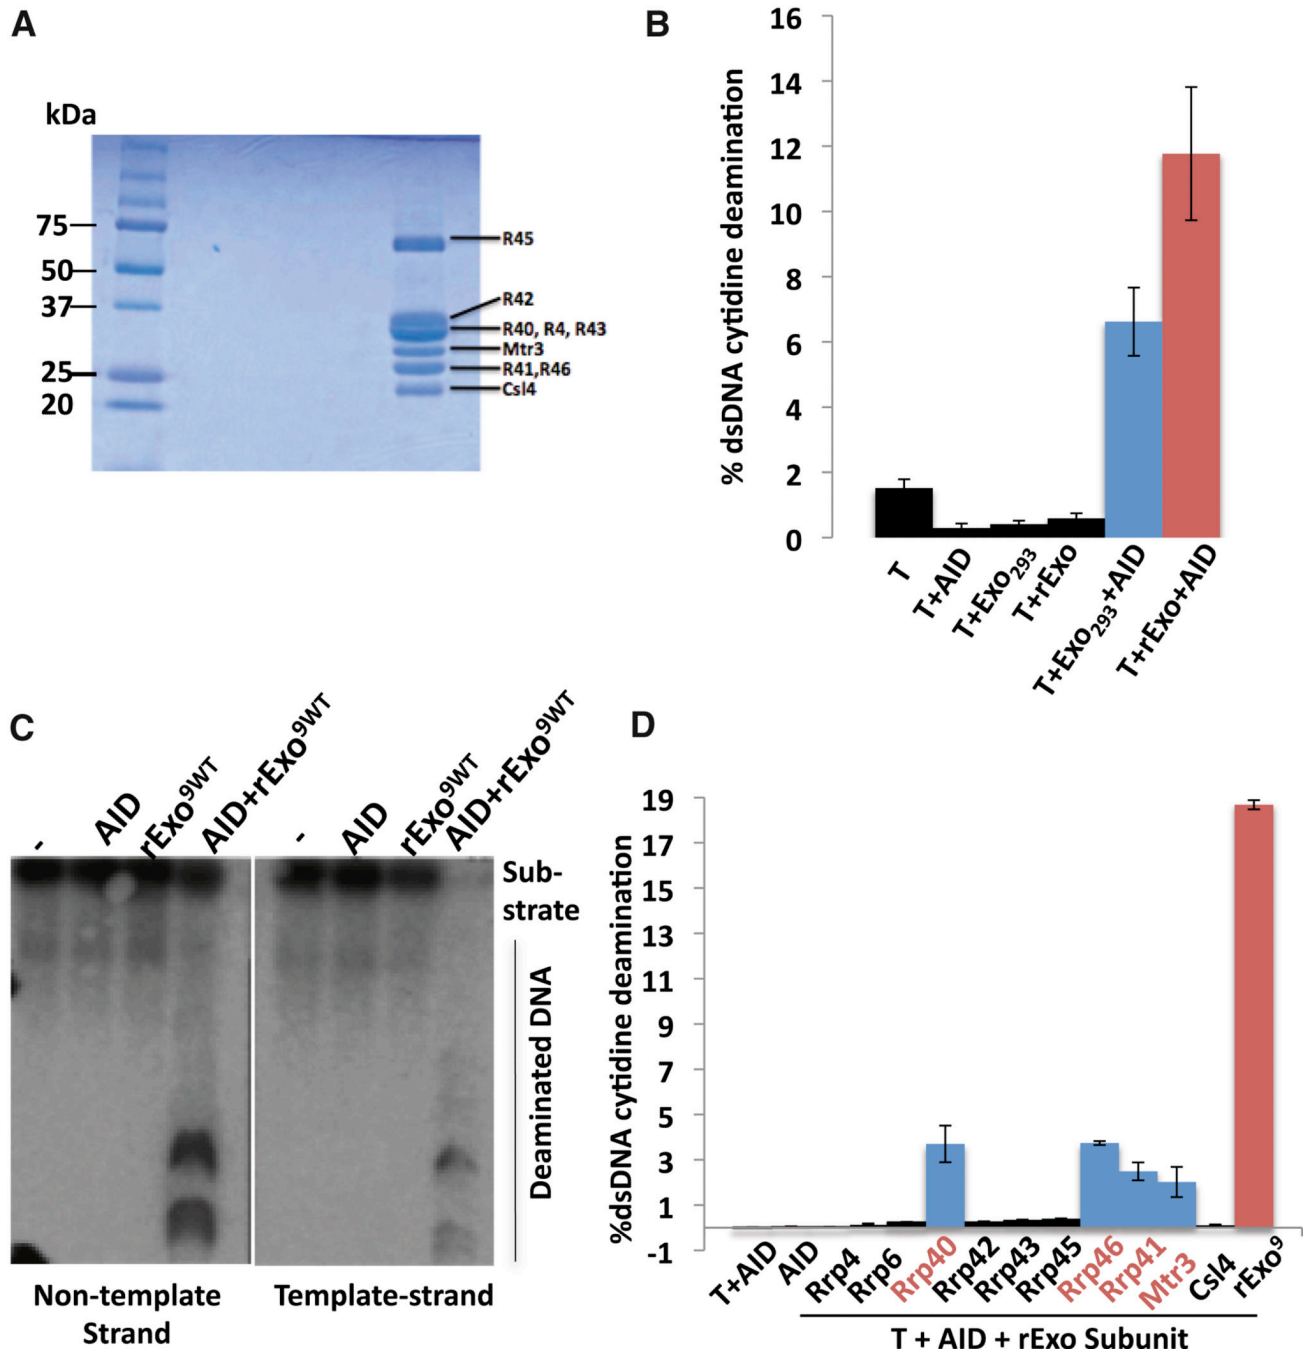 A
kDa
75
50
37
25
20
R45
R42
R40, R4, R43
Mtr3
R41,R46
Csl4
B
% dsDNA cytidine deamination
16
14
12
10
8
6
4
2
0
T
T+AID
T+Exo293
T+rExo
T+Exo293+AID
T+rExo+AID
C
-
AID
rExo9WT
AID+rExo9WT
-
AID
rExo9WT
AID+rExo9WT
Sub-
strate
Deaminated DNA
Non-template
Strand
Template-strand
D
%dsDNA cytidine deamination
19
17
15
13
11
9
7
5
3
1
-1
T+AID
AID
Rrp4
Rrp6
Rrp40
Rrp42
Rrp43
Rrp45
Rrp46
Rrp41
Mtr3
Csl4
rExo9
T + AID + rExo Subunit